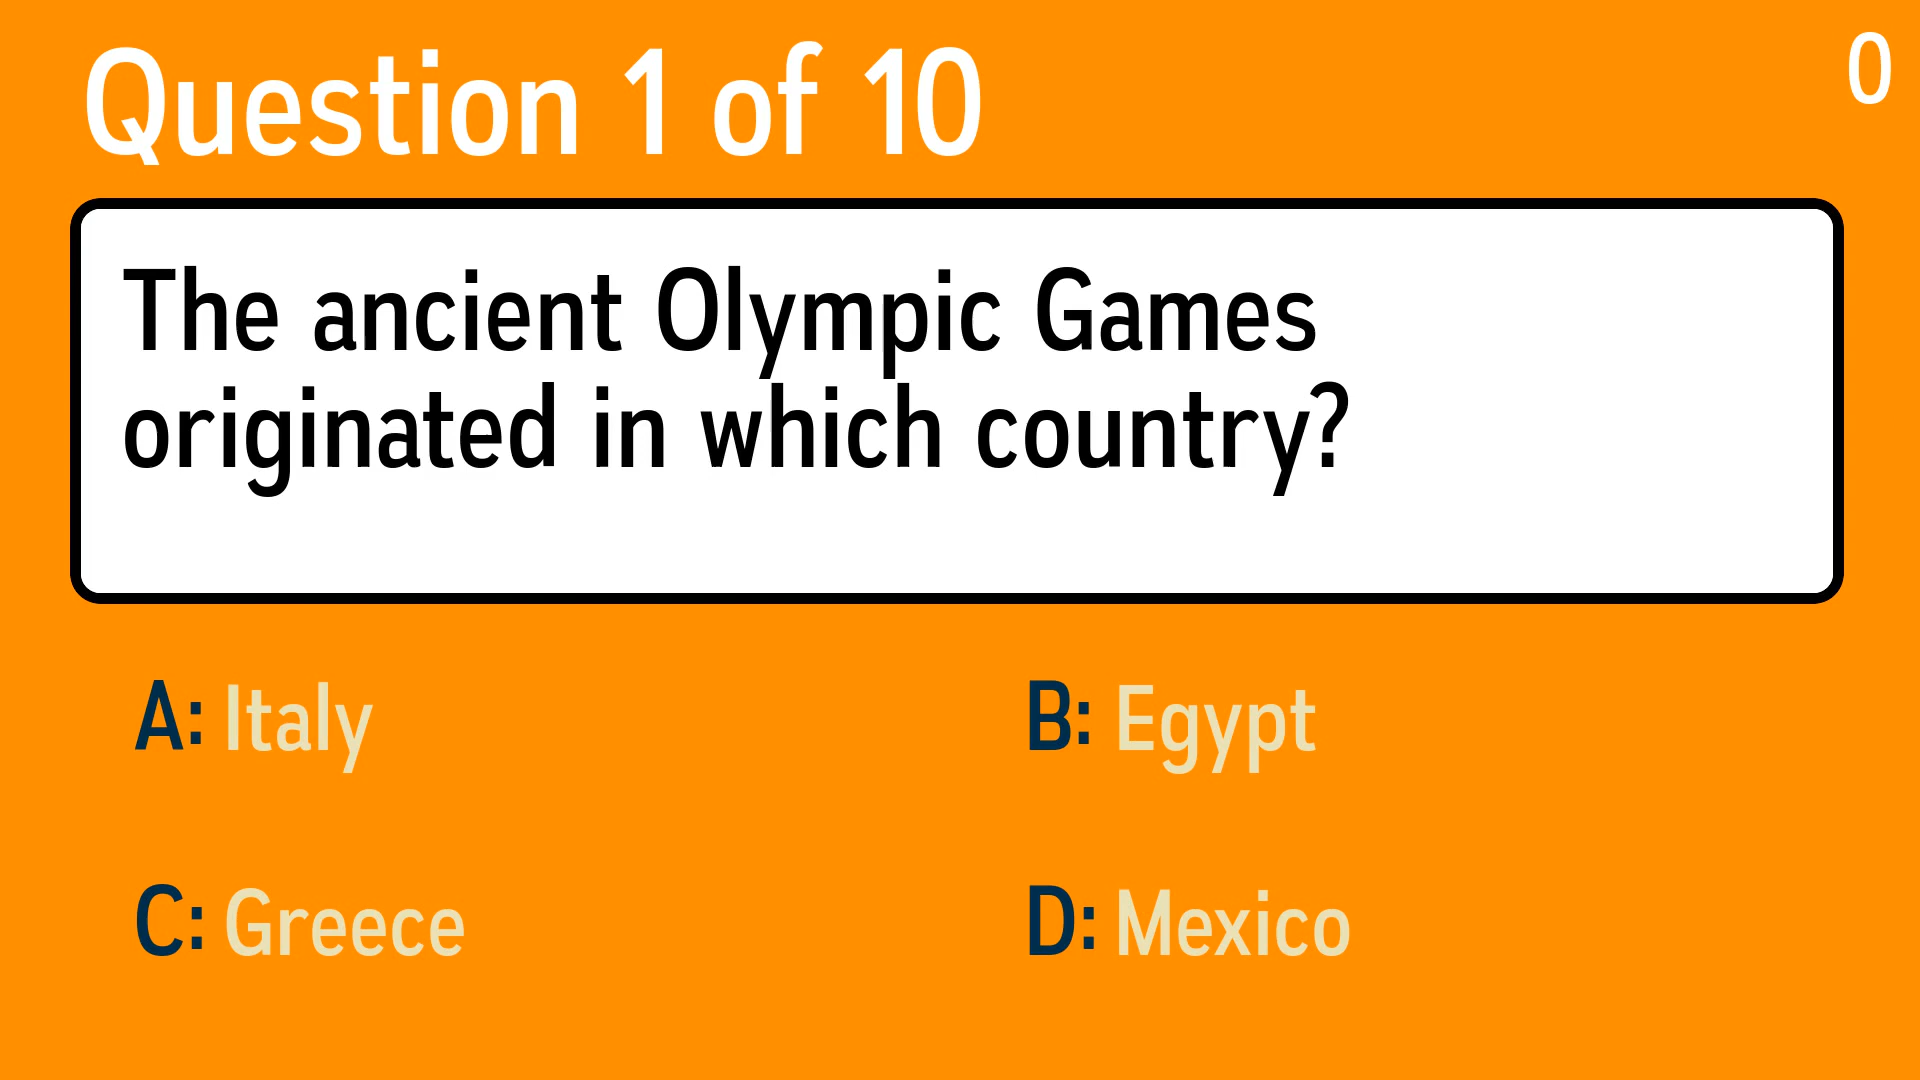 Question 1 of 10
0
The ancient Olympic Games
originated in which country?
A: Italy
B: Egypt
C: Greece
D: Mexico